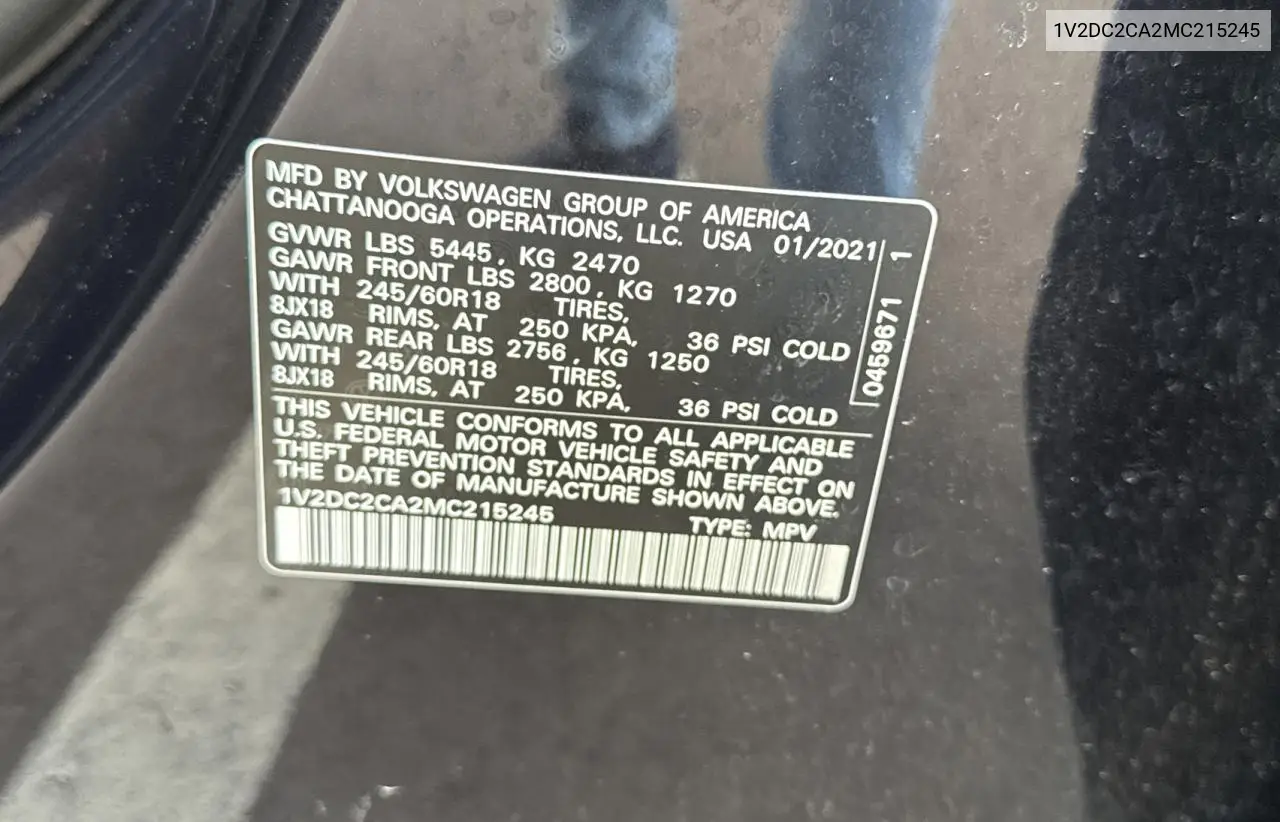 1V2DC2CA2MC215245
MFD BY VOLKSWAGEN GROUP OF AMERICA
CHATTANOOGA OPERATIONS, LLC. USA 01/2021
GVWR LBS 5445, KG 2470
GAWR FRONT LBS 2800, KG 1270
WITH 245/60R18 TIRES,
8JX18 RIMS, AT 250 KPA, 36 PSI COLD
GAWR REAR LBS 2756, KG 1250
WITH 245/60R18 TIRES,
8JX18 RIMS, AT 250 KPA, 36 PSI COLD
0459671 1
THIS VEHICLE CONFORMS TO ALL APPLICABLE
U.S. FEDERAL MOTOR VEHICLE SAFETY AND
THEFT PREVENTION STANDARDS IN EFFECT ON
THE DATE OF MANUFACTURE SHOWN ABOVE.
1V2DC2CA2MC215245 TYPE: MPV